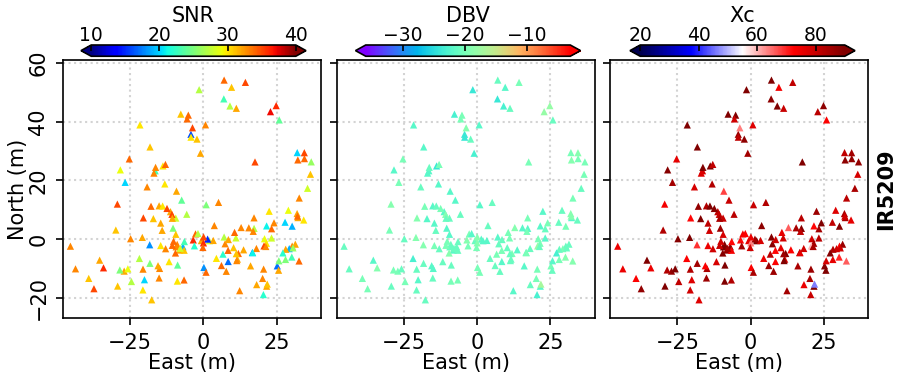 SNR DBV Xc
10 20 30 40 −30 −20 −10 20 40 60 80
60
40
20
0
−20
North (m)
−25 0 25 −25 0 25 −25 0 25
East (m) East (m) East (m)
IR5209